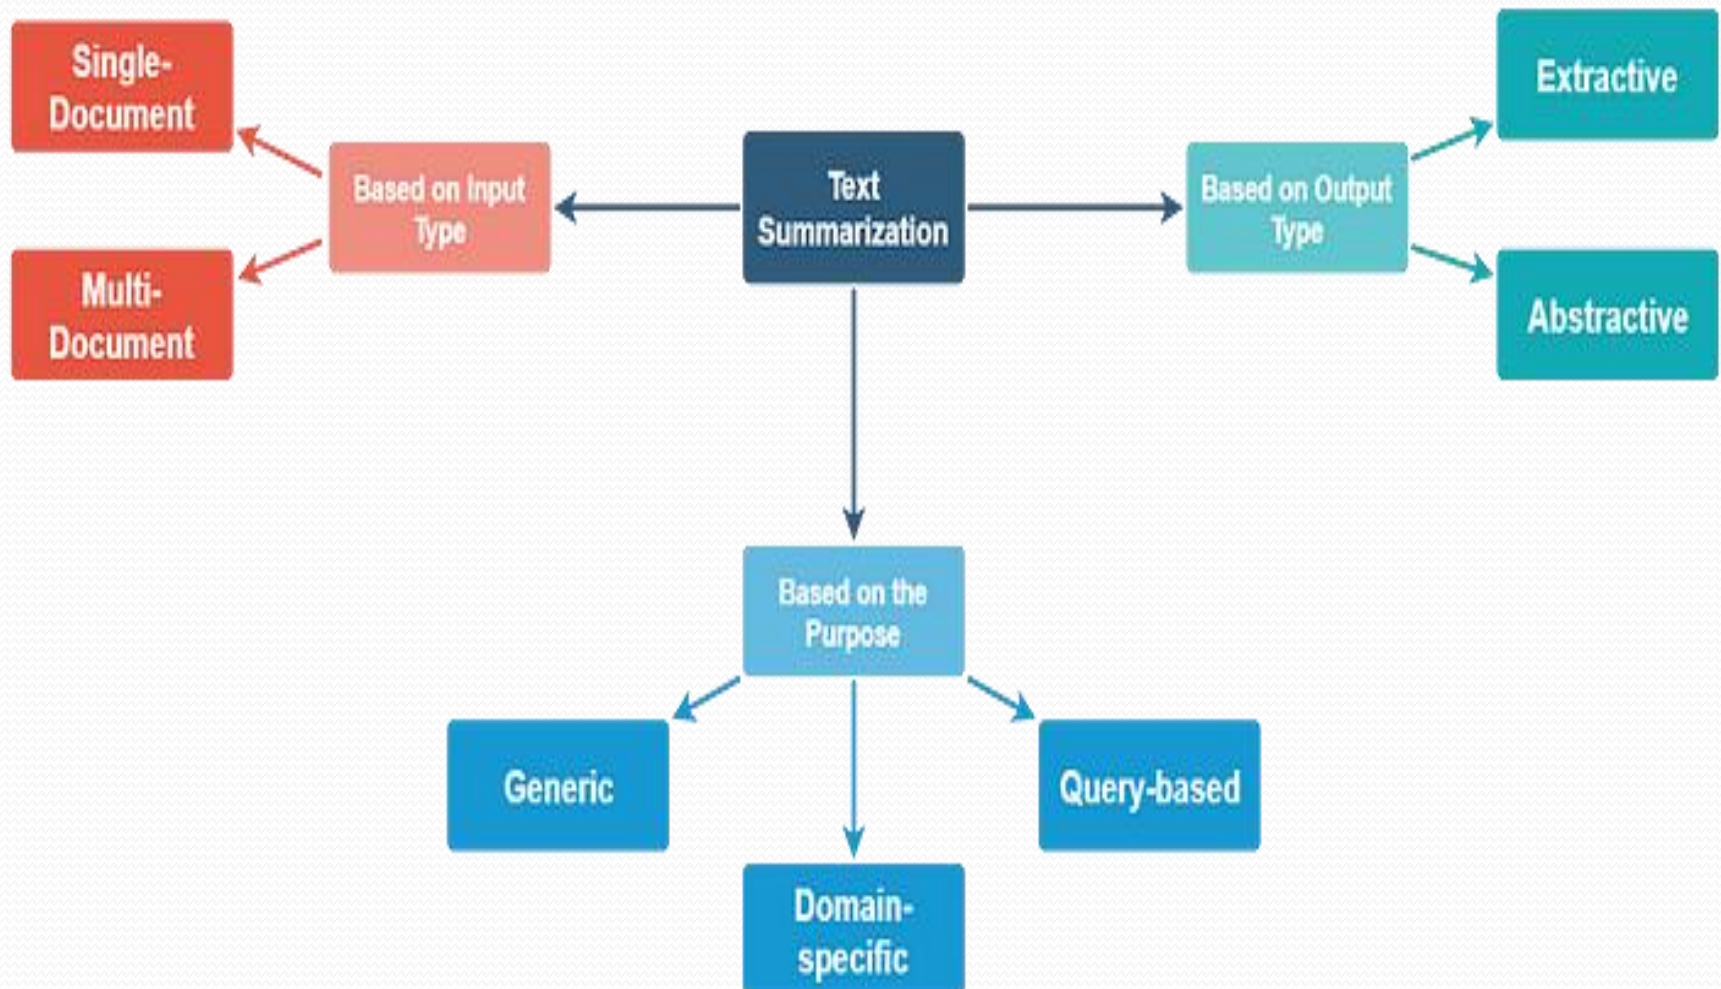 Single-
Document
Multi-
Document
Based on Input
Type
Text
Summarization
Based on Output
Type
Extractive
Abstractive
Based on the
Purpose
Generic
Domain-
specific
Query-based